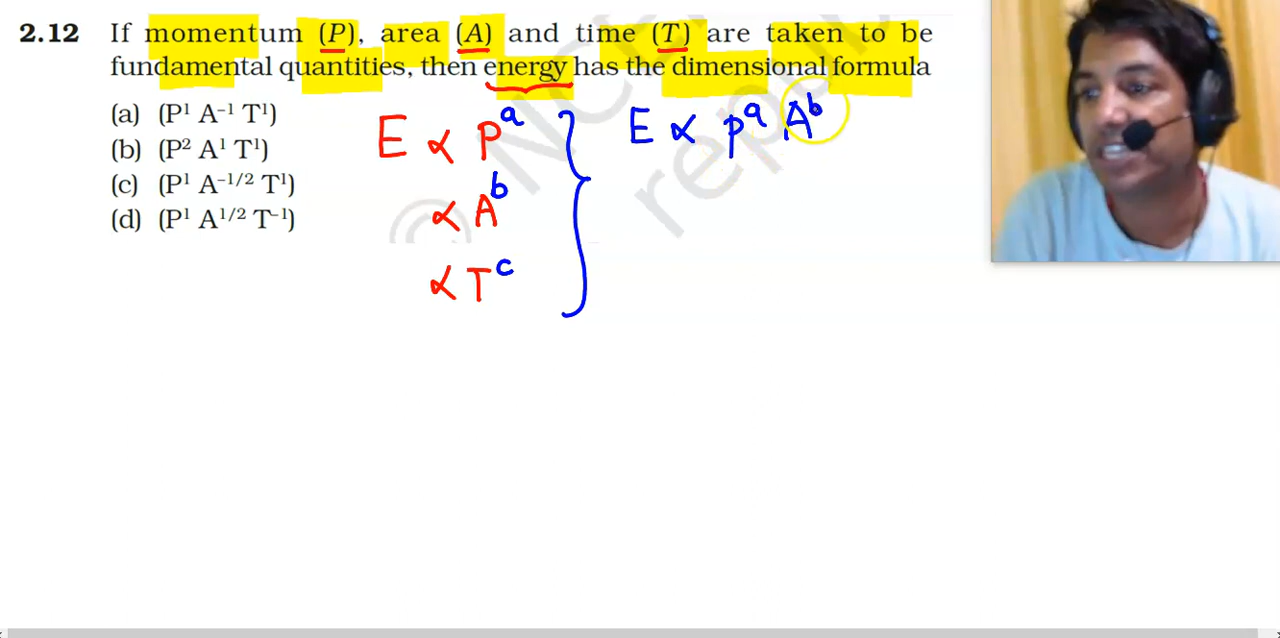 2.12 If momentum (P), area (A) and time (T) are taken to be
fundamental quantities, then energy has the dimensional formula
(a) (P¹ A⁻¹ T¹)
(b) (P² A¹ T¹)
(c) (P¹ A⁻¹/² T¹)
(d) (P¹ A¹/² T⁻¹)
E ∝ Pᵃ
∝ Aᵇ
∝ Tᶜ
E ∝ Pᵃ Aᵇ
© NC
repu